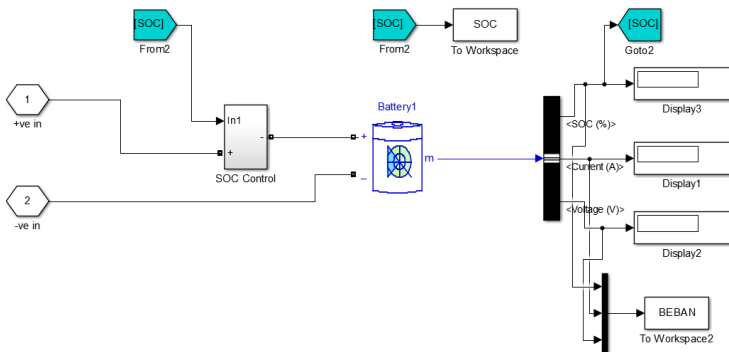 [SOC]
From2
[SOC]
From2
SOC
To Workspace
[SOC]
Goto2
Display3
1
+ve in
In1
+
-
SOC Control
Battery1
+
m
_
<SOC (%)>
<Current (A)>
Display1
2
-ve in
<Voltage (V)>
Display2
BEBAN
To Workspace2